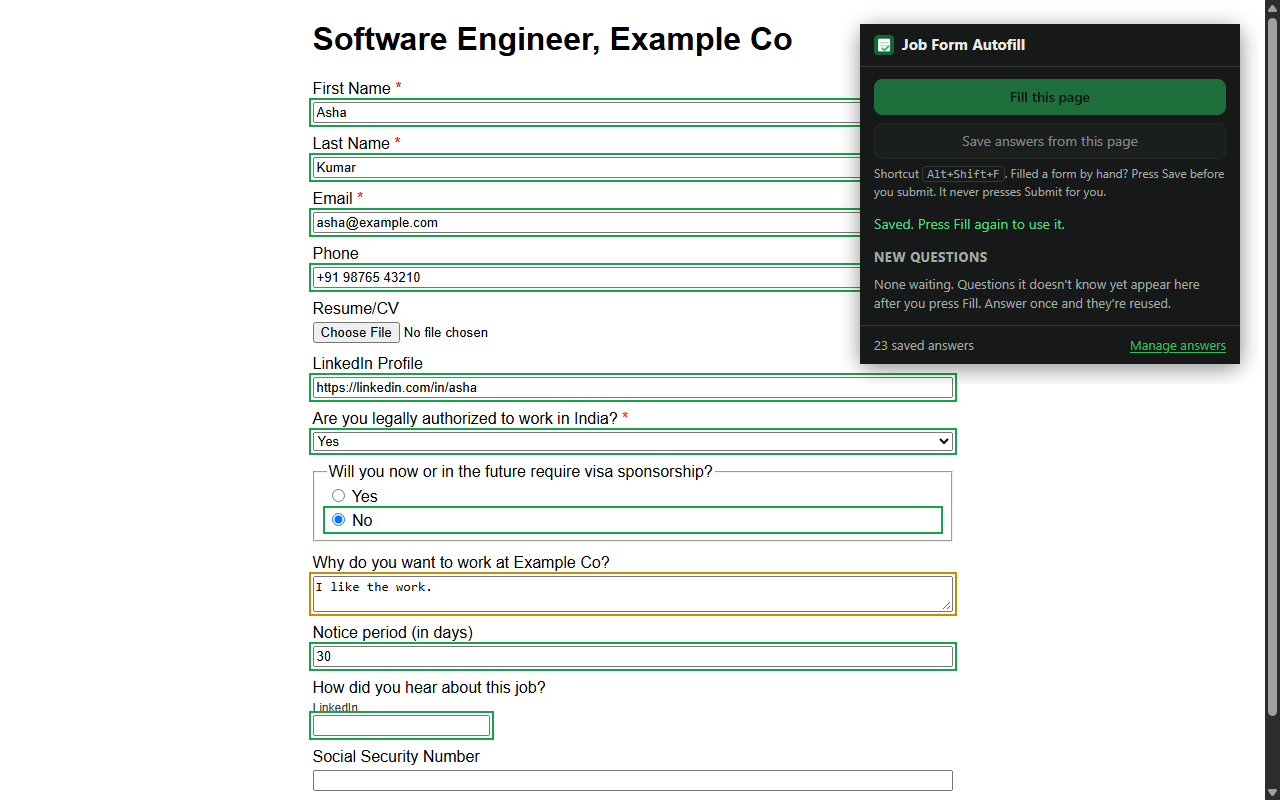 Software Engineer, Example Co
First Name *
Asha
Last Name *
Kumar
Email *
asha@example.com
Phone
+91 98765 43210
Resume/CV
Choose File No file chosen
LinkedIn Profile
https://linkedin.com/in/asha
Are you legally authorized to work in India? *
Yes
Will you now or in the future require visa sponsorship?
Yes
No
Why do you want to work at Example Co?
I like the work.
Notice period (in days)
30
How did you hear about this job?
LinkedIn
Social Security Number
Job Form Autofill
Fill this page
Save answers from this page
Shortcut Alt+Shift+F. Filled a form by hand? Press Save before
you submit. It never presses Submit for you.
Saved. Press Fill again to use it.
NEW QUESTIONS
None waiting. Questions it doesn't know yet appear here
after you press Fill. Answer once and they're reused.
23 saved answers
Manage answers